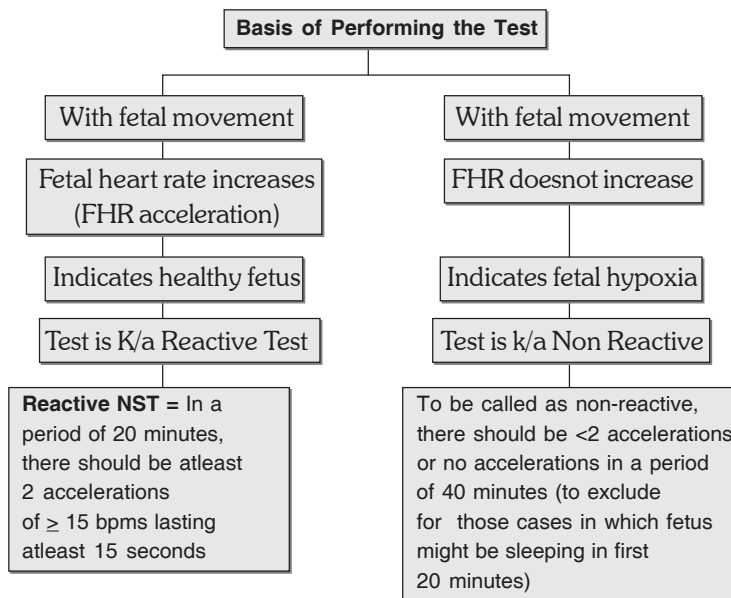 Basis of Performing the Test
With fetal movement
Fetal heart rate increases
(FHR acceleration)
Indicates healthy fetus
Test is K/a Reactive Test
Reactive NST = In a
period of 20 minutes,
there should be atleast
2 accelerations
of ≥ 15 bpms lasting
atleast 15 seconds
With fetal movement
FHR doesnot increase
Indicates fetal hypoxia
Test is k/a Non Reactive
To be called as non-reactive,
there should be <2 accelerations
or no accelerations in a period
of 40 minutes (to exclude
for those cases in which fetus
might be sleeping in first
20 minutes)